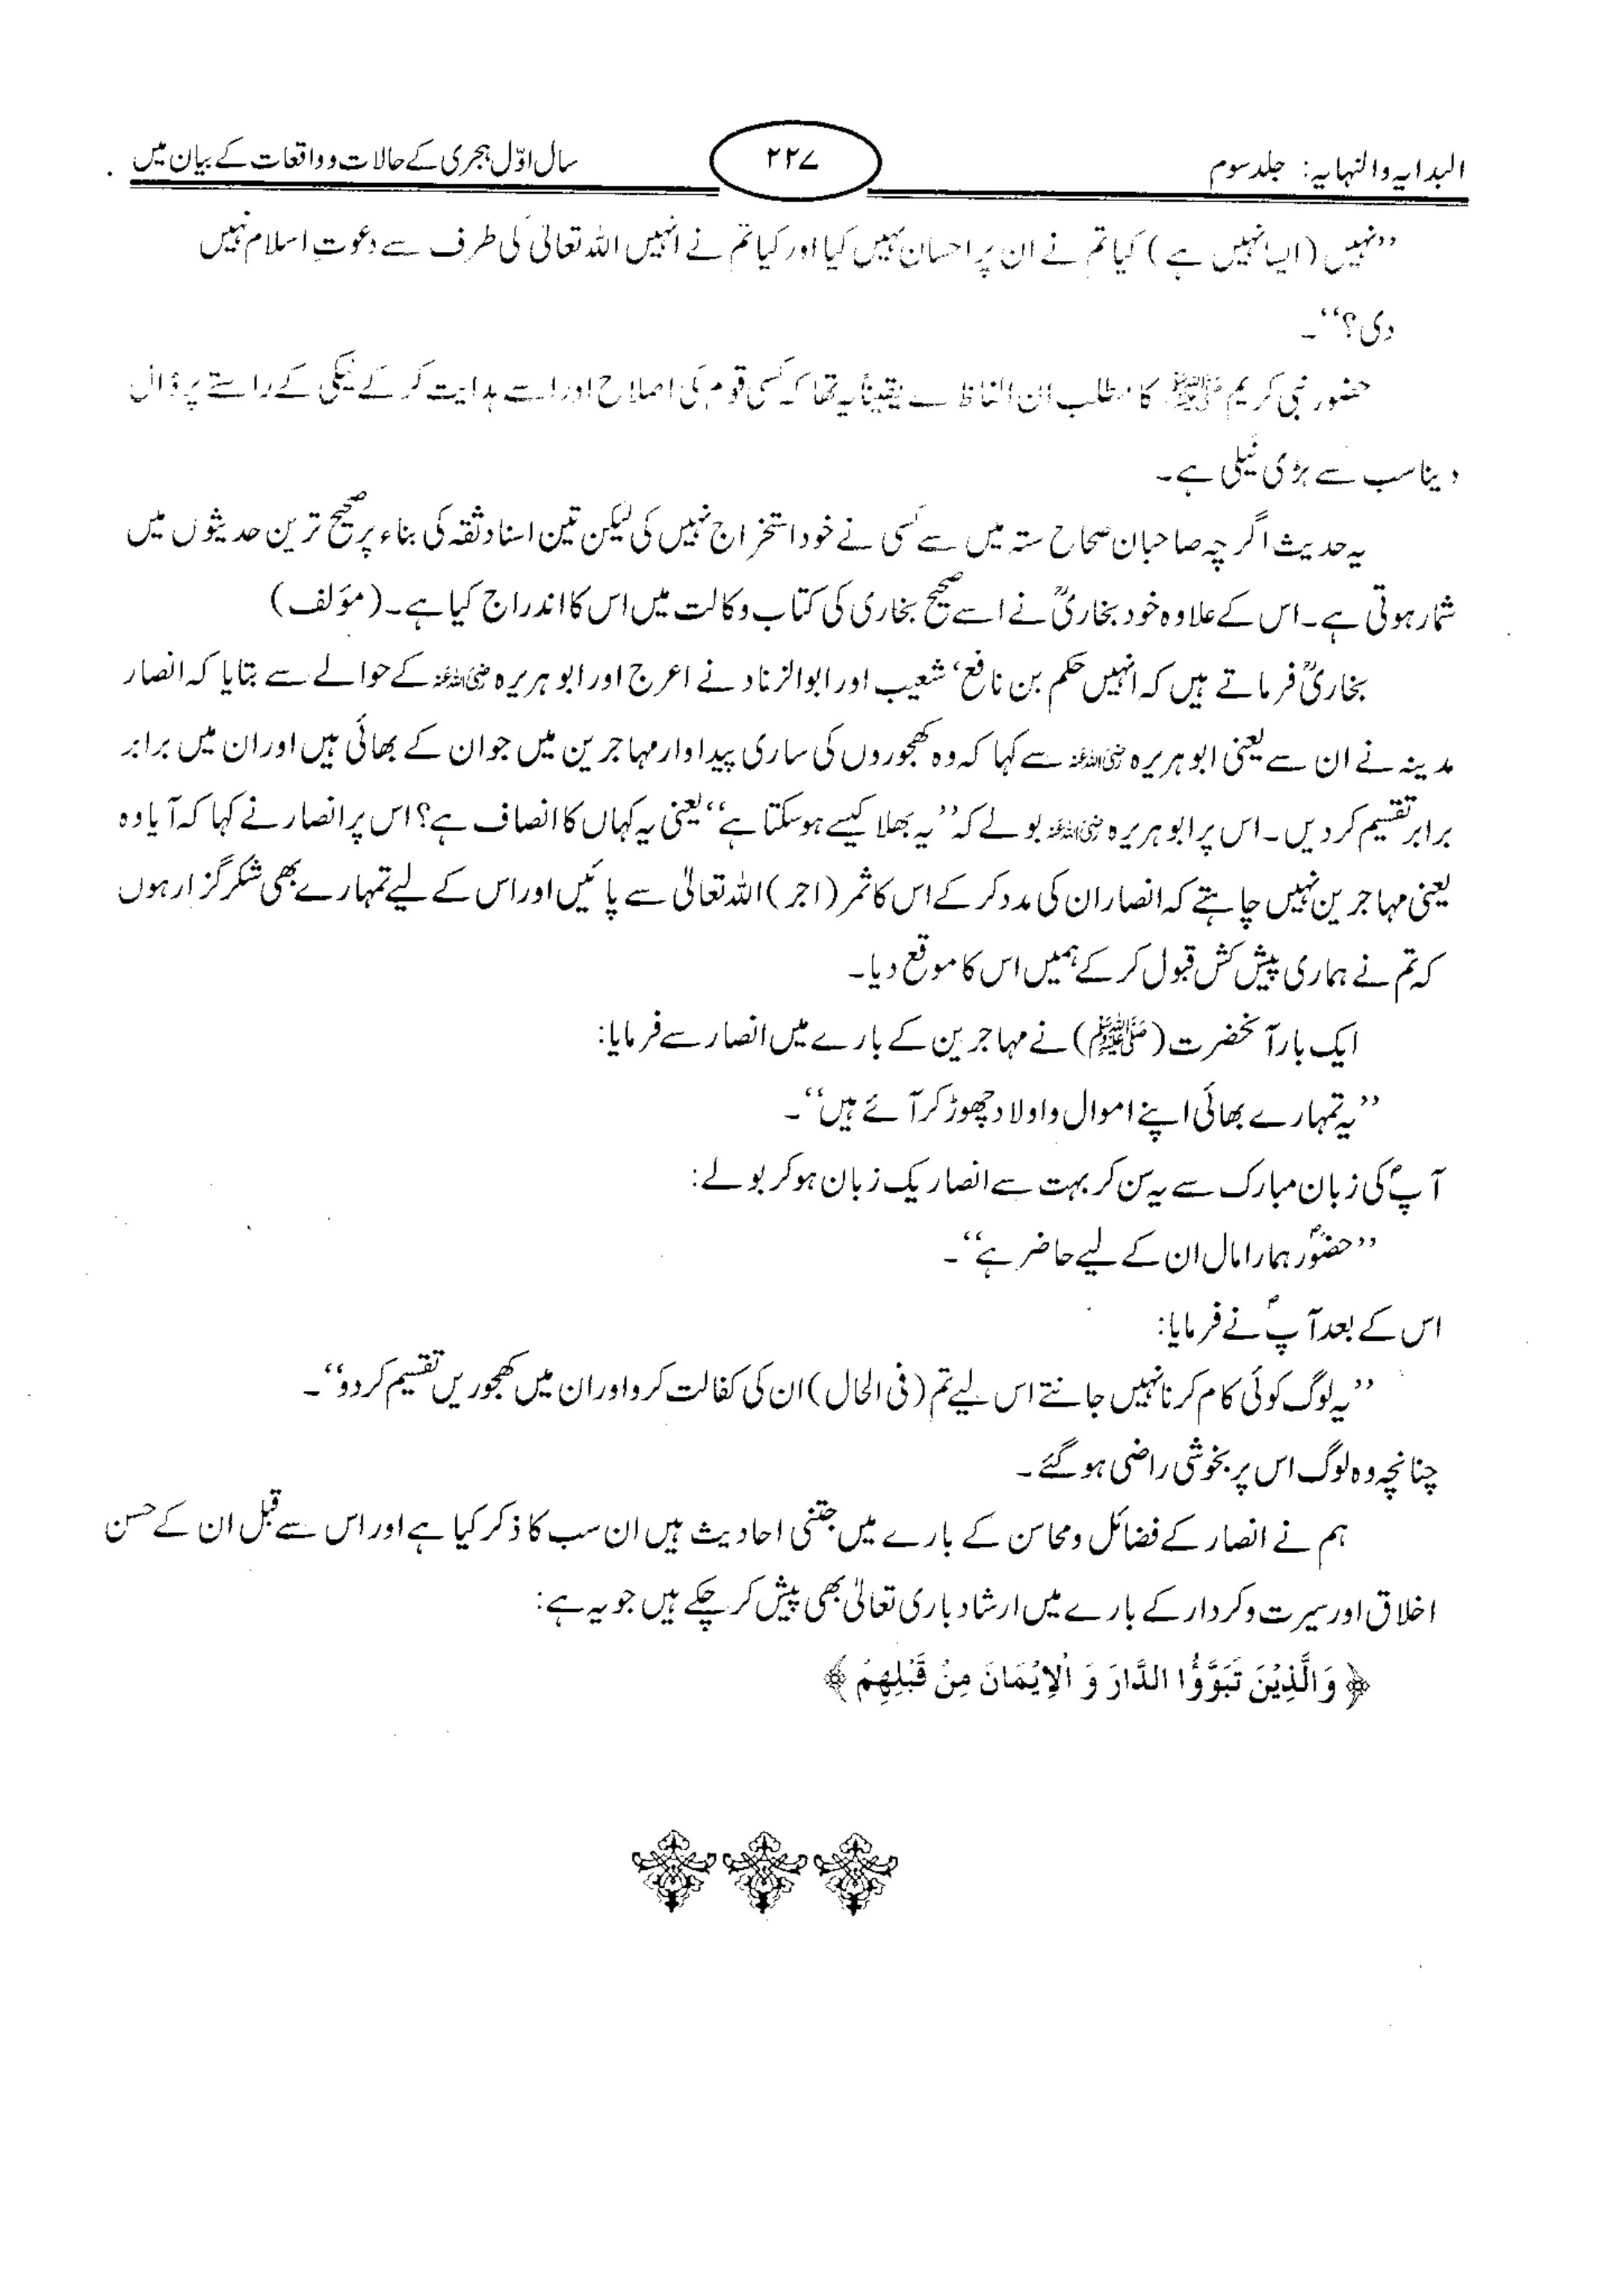 البدایہ والنہایہ: جلد سوم
۲۲۷
سال اوّل ہجری کے حالات و واقعات کے بیان میں
’’نہیں (ایسا نہیں ہے) کیا تم نے ان پر احسان نہیں کیا اور کیا تم نے انہیں اللہ تعالیٰ کی طرف سے دعوتِ اسلام نہیں
دی؟‘‘۔
حضور نبی کریم ﷺ کا مطلب ان الفاظ سے یقیناً یہ تھا کہ کسی قوم کی اصلاح اور اسے ہدایت کر کے نیکی کے راستے پر ڈال
دینا سب سے بڑی نیکی ہے۔
یہ حدیث اگرچہ صاحبان صحاح ستہ میں سے کسی نے خود استخراج نہیں کی لیکن تین اسناد ثقہ کی بناء پر صحیح ترین حدیثوں میں
شمار ہوتی ہے۔ اس کے علاوہ خود بخاریؒ نے اسے صحیح بخاری کی کتاب وکالت میں اس کا اندراج کیا ہے۔ (مؤلف)
بخاریؒ فرماتے ہیں کہ انہیں حکم بن نافع‘ شعیب اور ابوالزناد نے اعرج اور ابو ہریرہ رضی اللہ عنہ کے حوالے سے بتایا کہ انصار
مدینہ نے ان سے یعنی ابو ہریرہ رضی اللہ عنہ سے کہا کہ وہ کھجوروں کی ساری پیداوار مہاجرین میں جو ان کے بھائی ہیں اور ان میں برابر
برابر تقسیم کر دیں۔ اس پر ابو ہریرہ رضی اللہ عنہ بولے کہ ’’یہ بھلا کیسے ہو سکتا ہے‘‘ یعنی یہ کہاں کا انصاف ہے؟ اس پر انصار نے کہا کہ آیا وہ
یعنی مہاجرین نہیں چاہتے کہ انصار ان کی مدد کر کے اس کا ثمر (اجر) اللہ تعالیٰ سے پائیں اور اس کے لیے تمہارے بھی شکر گزار ہوں
کہ تم نے ہماری پیش کش قبول کر کے ہمیں اس کا موقع دیا۔
ایک بار آنحضرت (ﷺ) نے مہاجرین کے بارے میں انصار سے فرمایا:
’’یہ تمہارے بھائی اپنے اموال و اولاد چھوڑ کر آئے ہیں‘‘۔
آپؐ کی زبان مبارک سے یہ سن کر بہت سے انصار یک زبان ہو کر بولے:
’’حضورؐ ہمارا مال ان کے لیے حاضر ہے‘‘۔
اس کے بعد آپؐ نے فرمایا:
’’یہ لوگ کوئی کام کرنا نہیں جانتے اس لیے تم (فی الحال) ان کی کفالت کرو اور ان میں کھجوریں تقسیم کر دو‘‘۔
چنانچہ وہ لوگ اس پر بخوشی راضی ہو گئے۔
ہم نے انصار کے فضائل و محاسن کے بارے میں جتنی احادیث ہیں ان سب کا ذکر کیا ہے اور اس سے قبل ان کے حسن
اخلاق اور سیرت و کردار کے بارے میں ارشاد باری تعالیٰ بھی پیش کر چکے ہیں جو یہ ہے:
﴿ وَالَّذِيْنَ تَبَوَّؤُا الدَّارَ وَ الْاِيْمَانَ مِنْ قَبْلِهِمْ ﴾